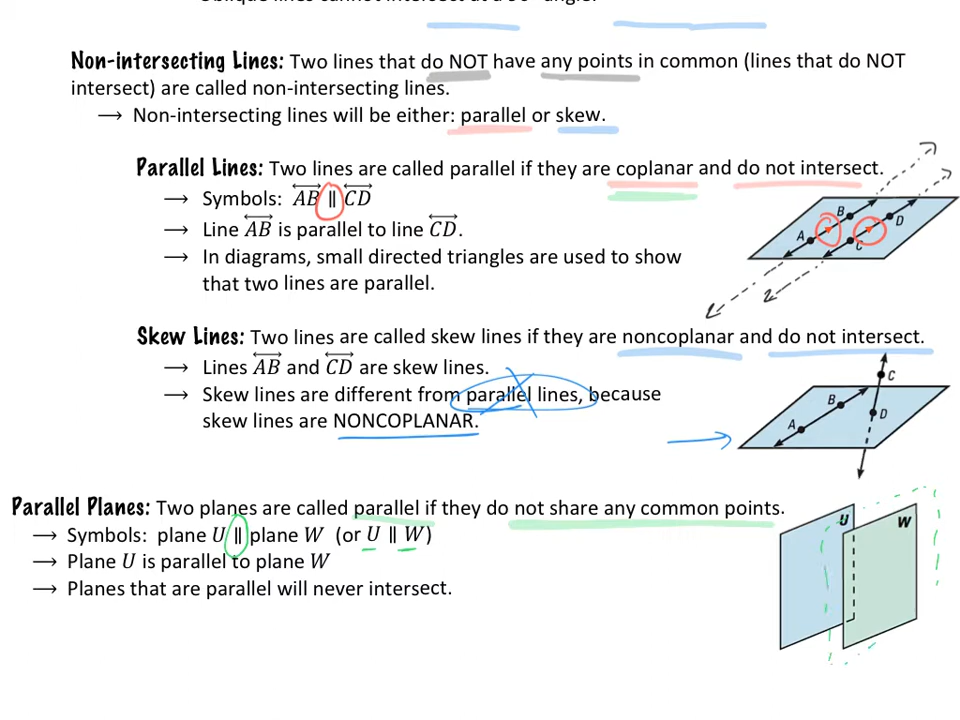 Oblique lines cannot intersect at a 90° angle.
Non-intersecting Lines: Two lines that do NOT have any points in common (lines that do NOT
intersect) are called non-intersecting lines.
→ Non-intersecting lines will be either: parallel or skew.
Parallel Lines: Two lines are called parallel if they are coplanar and do not intersect.
→ Symbols: AB ∥ CD
→ Line AB is parallel to line CD.
→ In diagrams, small directed triangles are used to show
that two lines are parallel.
A B C D
Skew Lines: Two lines are called skew lines if they are noncoplanar and do not intersect.
→ Lines AB and CD are skew lines.
→ Skew lines are different from parallel lines, because
skew lines are NONCOPLANAR.
A B C D
Parallel Planes: Two planes are called parallel if they do not share any common points.
→ Symbols: plane U ∥ plane W (or U ∥ W)
→ Plane U is parallel to plane W
→ Planes that are parallel will never intersect.
U W